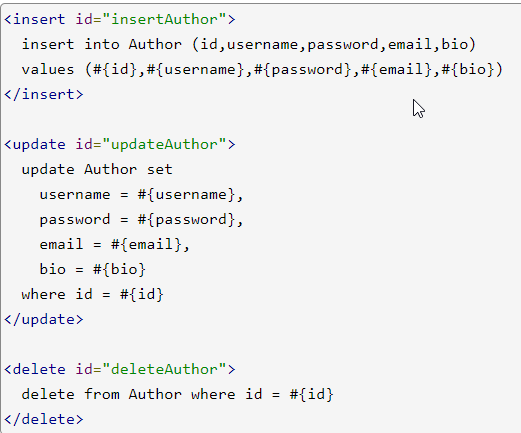 <insert id="insertAuthor">
  insert into Author (id,username,password,email,bio)
  values (#{id},#{username},#{password},#{email},#{bio})
</insert>

<update id="updateAuthor">
  update Author set
    username = #{username},
    password = #{password},
    email = #{email},
    bio = #{bio}
  where id = #{id}
</update>

<delete id="deleteAuthor">
  delete from Author where id = #{id}
</delete>